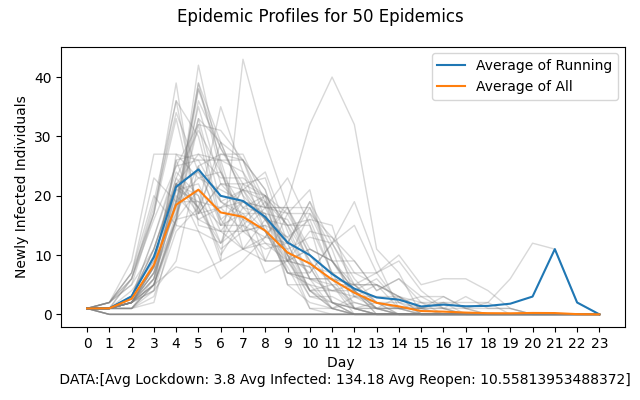 Epidemic Profiles for 50 Epidemics
Average of Running
Average of All
Newly Infected Individuals
40
30
20
10
0
0 1 2 3 4 5 6 7 8 9 10 11 12 13 14 15 16 17 18 19 20 21 22 23
Day
DATA:[Avg Lockdown: 3.8 Avg Infected: 134.18 Avg Reopen: 10.55813953488372]